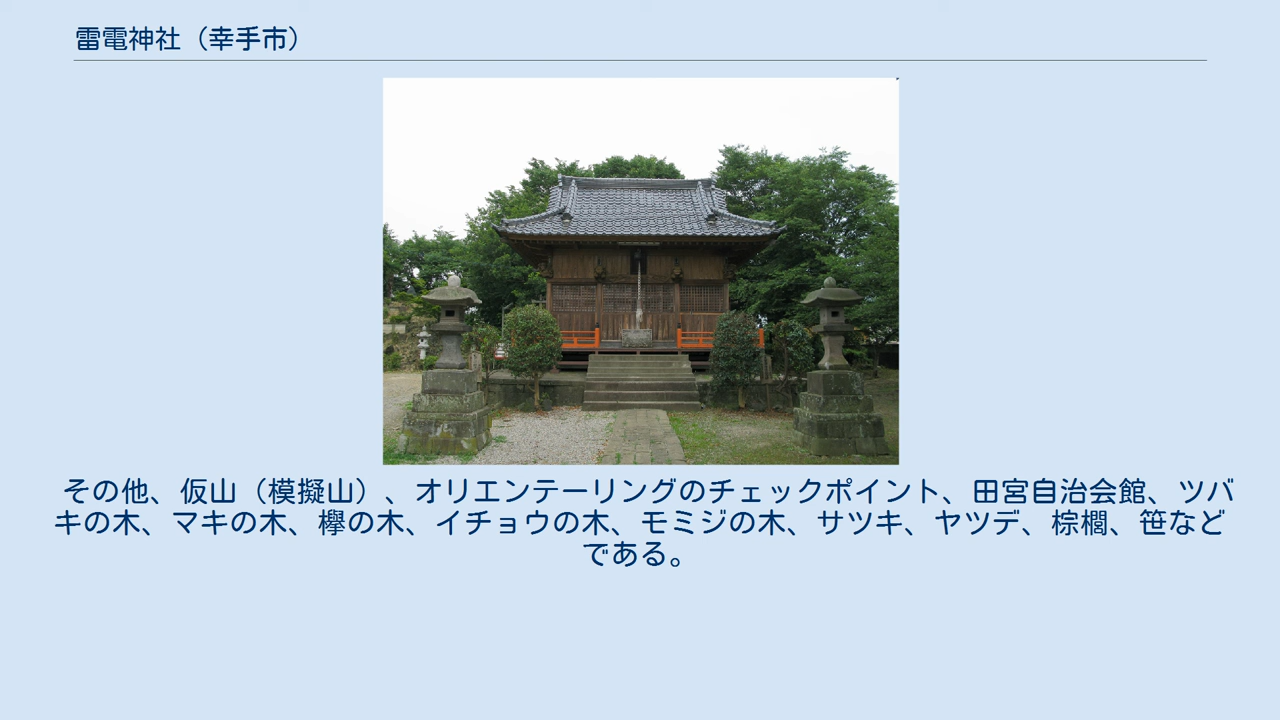 雷電神社（幸手市）
その他、仮山（模擬山）、オリエンテーリングのチェックポイント、田宮自治会館、ツバ
キの木、マキの木、欅の木、イチョウの木、モミジの木、サツキ、ヤツデ、棕櫚、笹など
である。